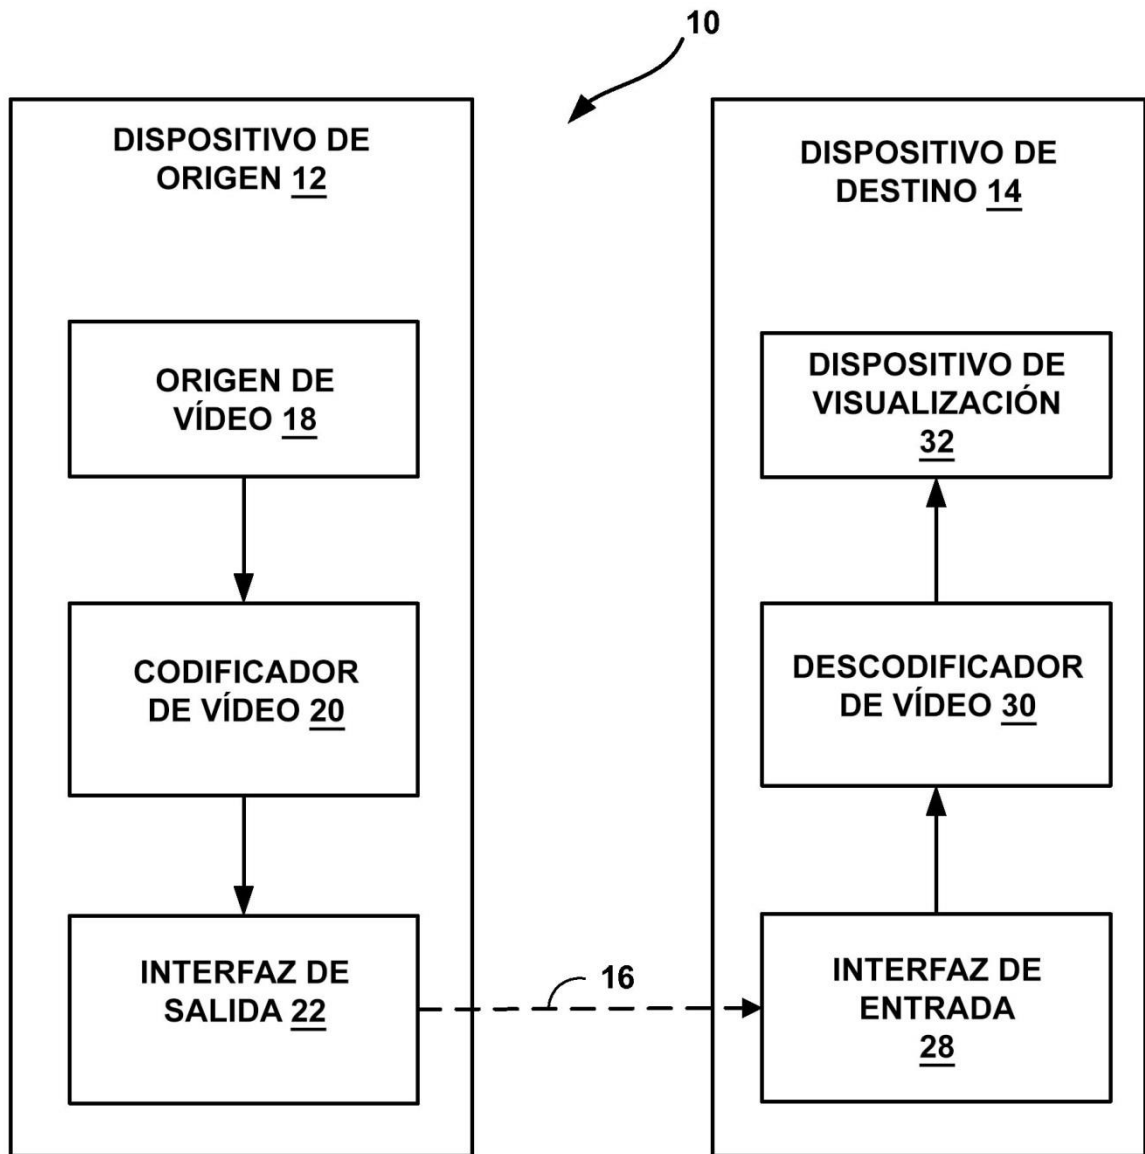 10
DISPOSITIVO DE
ORIGEN 12
ORIGEN DE
VÍDEO 18
CODIFICADOR
DE VÍDEO 20
INTERFAZ DE
SALIDA 22
16
DISPOSITIVO DE
DESTINO 14
DISPOSITIVO DE
VISUALIZACIÓN
32
DESCODIFICADOR
DE VÍDEO 30
INTERFAZ DE
ENTRADA
28